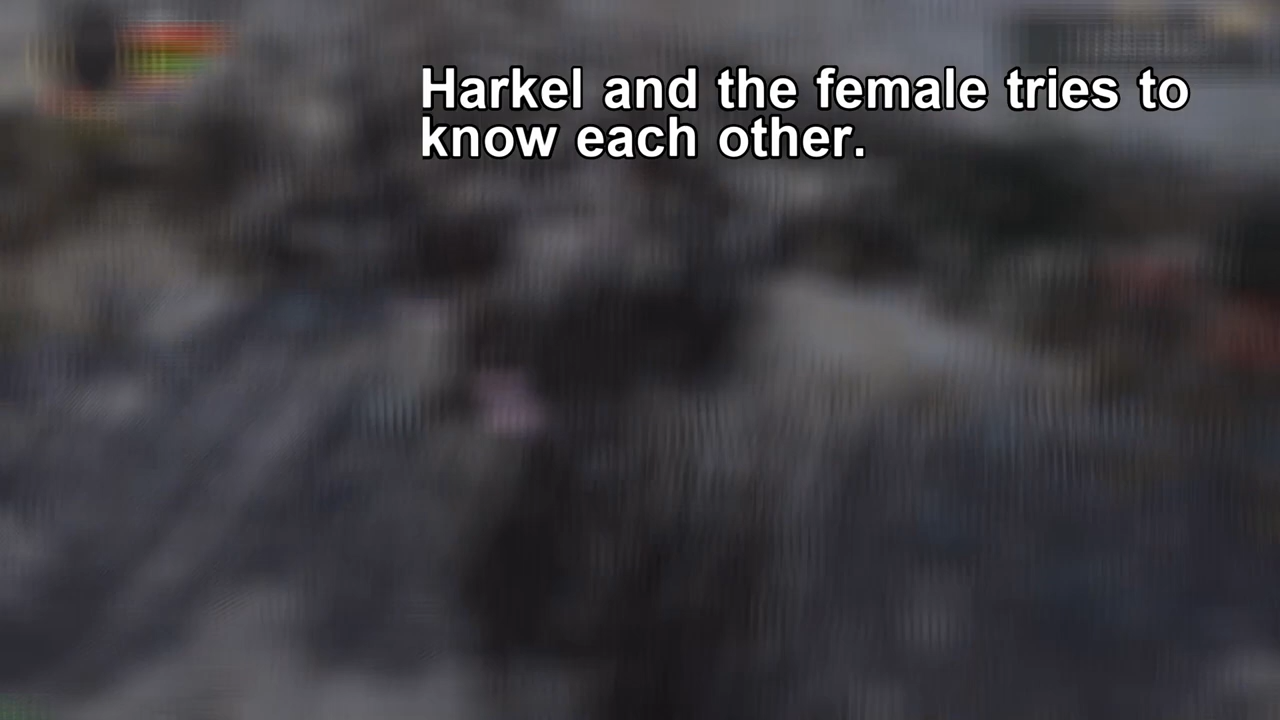 Harkel and the female tries to
know each other.